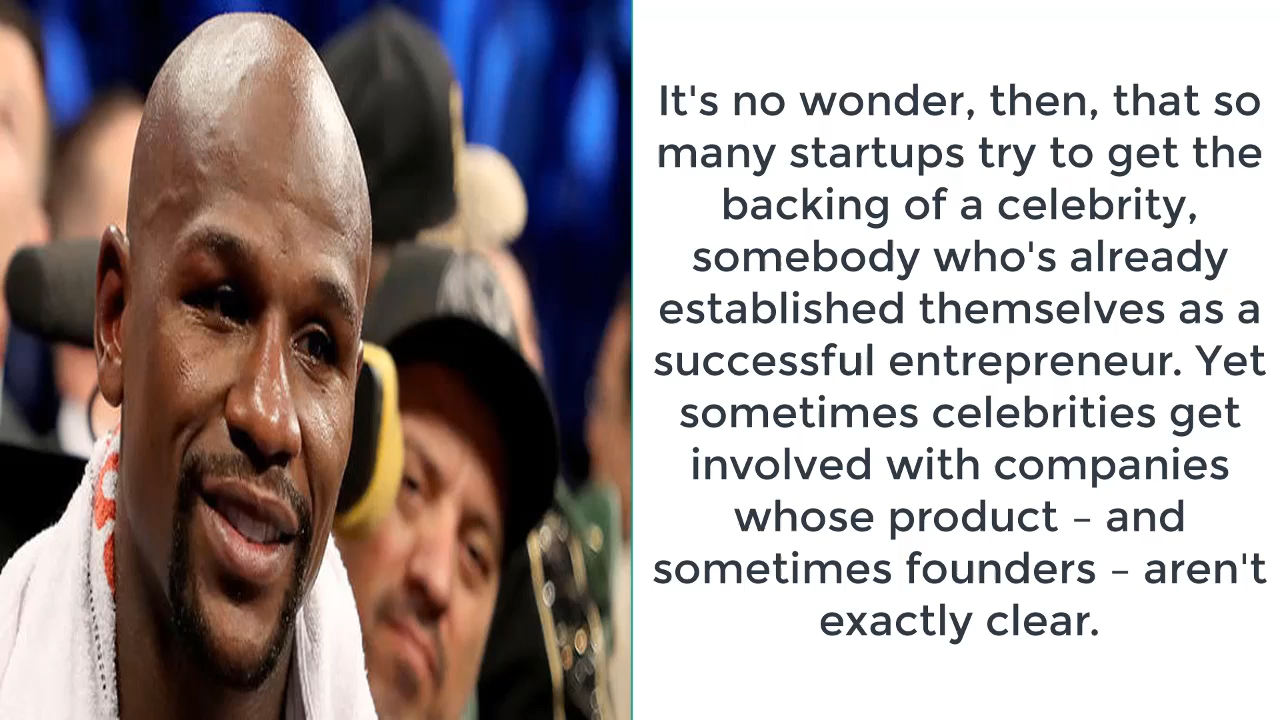 It's no wonder, then, that so
many startups try to get the
backing of a celebrity,
somebody who's already
established themselves as a
successful entrepreneur. Yet
sometimes celebrities get
involved with companies
whose product – and
sometimes founders – aren't
exactly clear.